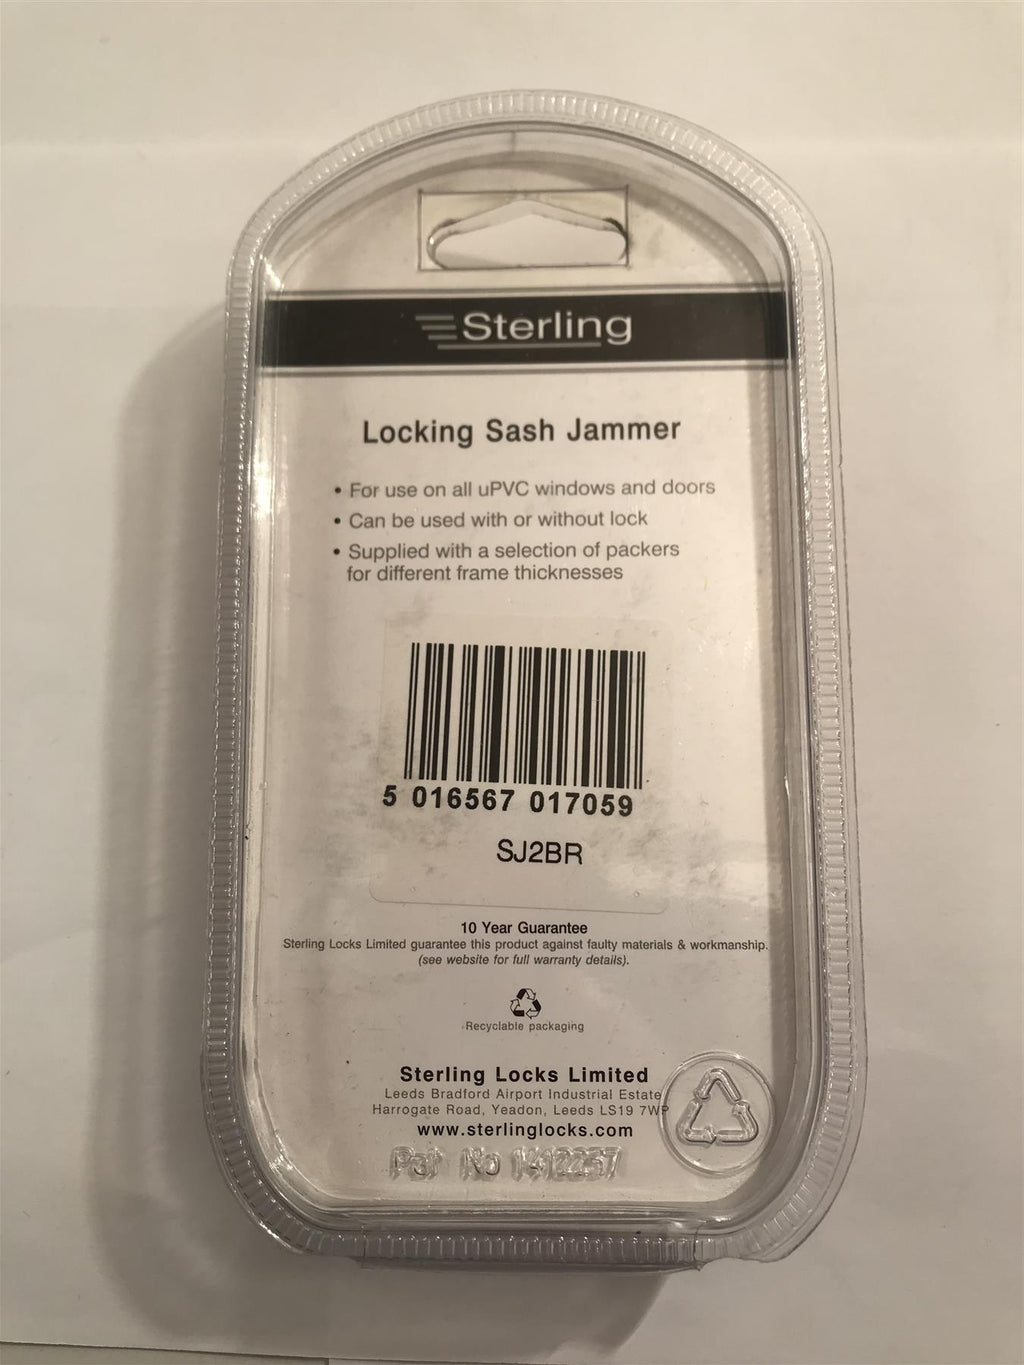 Sterling
Locking Sash Jammer
• For use on all uPVC windows and doors
• Can be used with or without lock
• Supplied with a selection of packers
for different frame thicknesses
5 016567 017059
SJ2BR
10 Year Guarantee
Sterling Locks Limited guarantee this product against faulty materials & workmanship.
(see website for full warranty details).
Recyclable packaging
Sterling Locks Limited
Leeds Bradford Airport Industrial Estate
Harrogate Road, Yeadon, Leeds LS19 7WP
www.sterlinglocks.com
Pat No